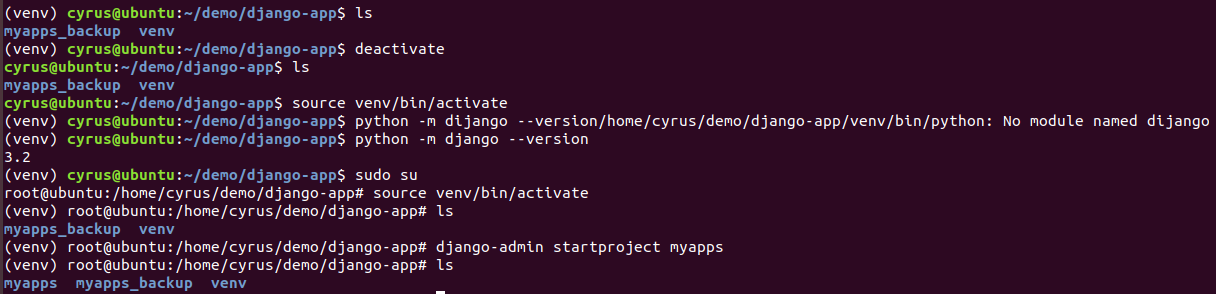 (venv) cyrus@ubuntu:~/demo/django-app$ ls
myapps_backup  venv
(venv) cyrus@ubuntu:~/demo/django-app$ deactivate
cyrus@ubuntu:~/demo/django-app$ ls
myapps_backup  venv
cyrus@ubuntu:~/demo/django-app$ source venv/bin/activate
(venv) cyrus@ubuntu:~/demo/django-app$ python -m dijango --version/home/cyrus/demo/django-app/venv/bin/python: No module named dijango
(venv) cyrus@ubuntu:~/demo/django-app$ python -m django --version
3.2
(venv) cyrus@ubuntu:~/demo/django-app$ sudo su
root@ubuntu:/home/cyrus/demo/django-app# source venv/bin/activate
(venv) root@ubuntu:/home/cyrus/demo/django-app# ls
myapps_backup  venv
(venv) root@ubuntu:/home/cyrus/demo/django-app# django-admin startproject myapps
(venv) root@ubuntu:/home/cyrus/demo/django-app# ls
myapps  myapps_backup  venv